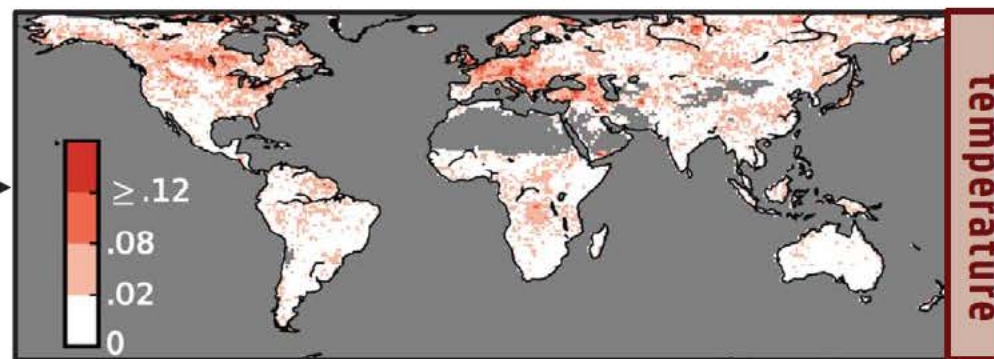 ≥ .12
.08
.02
0
temperature